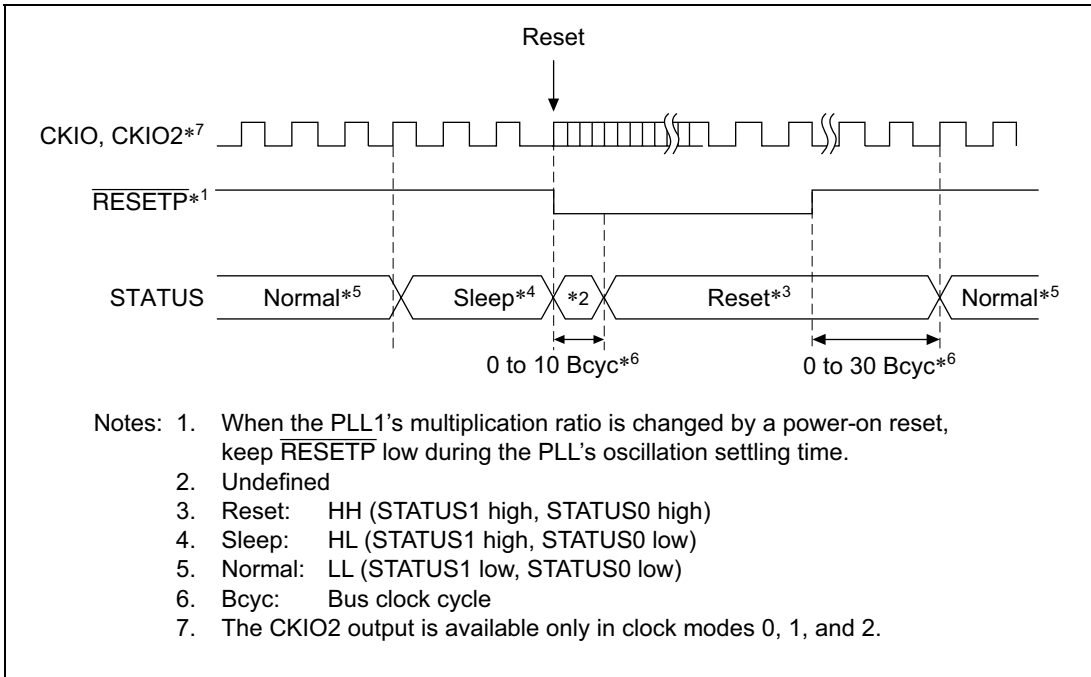 Reset
CKIO, CKIO2*7
RESETP*1
STATUS
Normal*5
Sleep*4
*2
Reset*3
Normal*5
0 to 10 Bcyc*6
0 to 30 Bcyc*6
Notes: 1. When the PLL1's multiplication ratio is changed by a power-on reset,
keep RESETP low during the PLL's oscillation settling time.
2. Undefined
3. Reset: HH (STATUS1 high, STATUS0 high)
4. Sleep: HL (STATUS1 high, STATUS0 low)
5. Normal: LL (STATUS1 low, STATUS0 low)
6. Bcyc: Bus clock cycle
7. The CKIO2 output is available only in clock modes 0, 1, and 2.